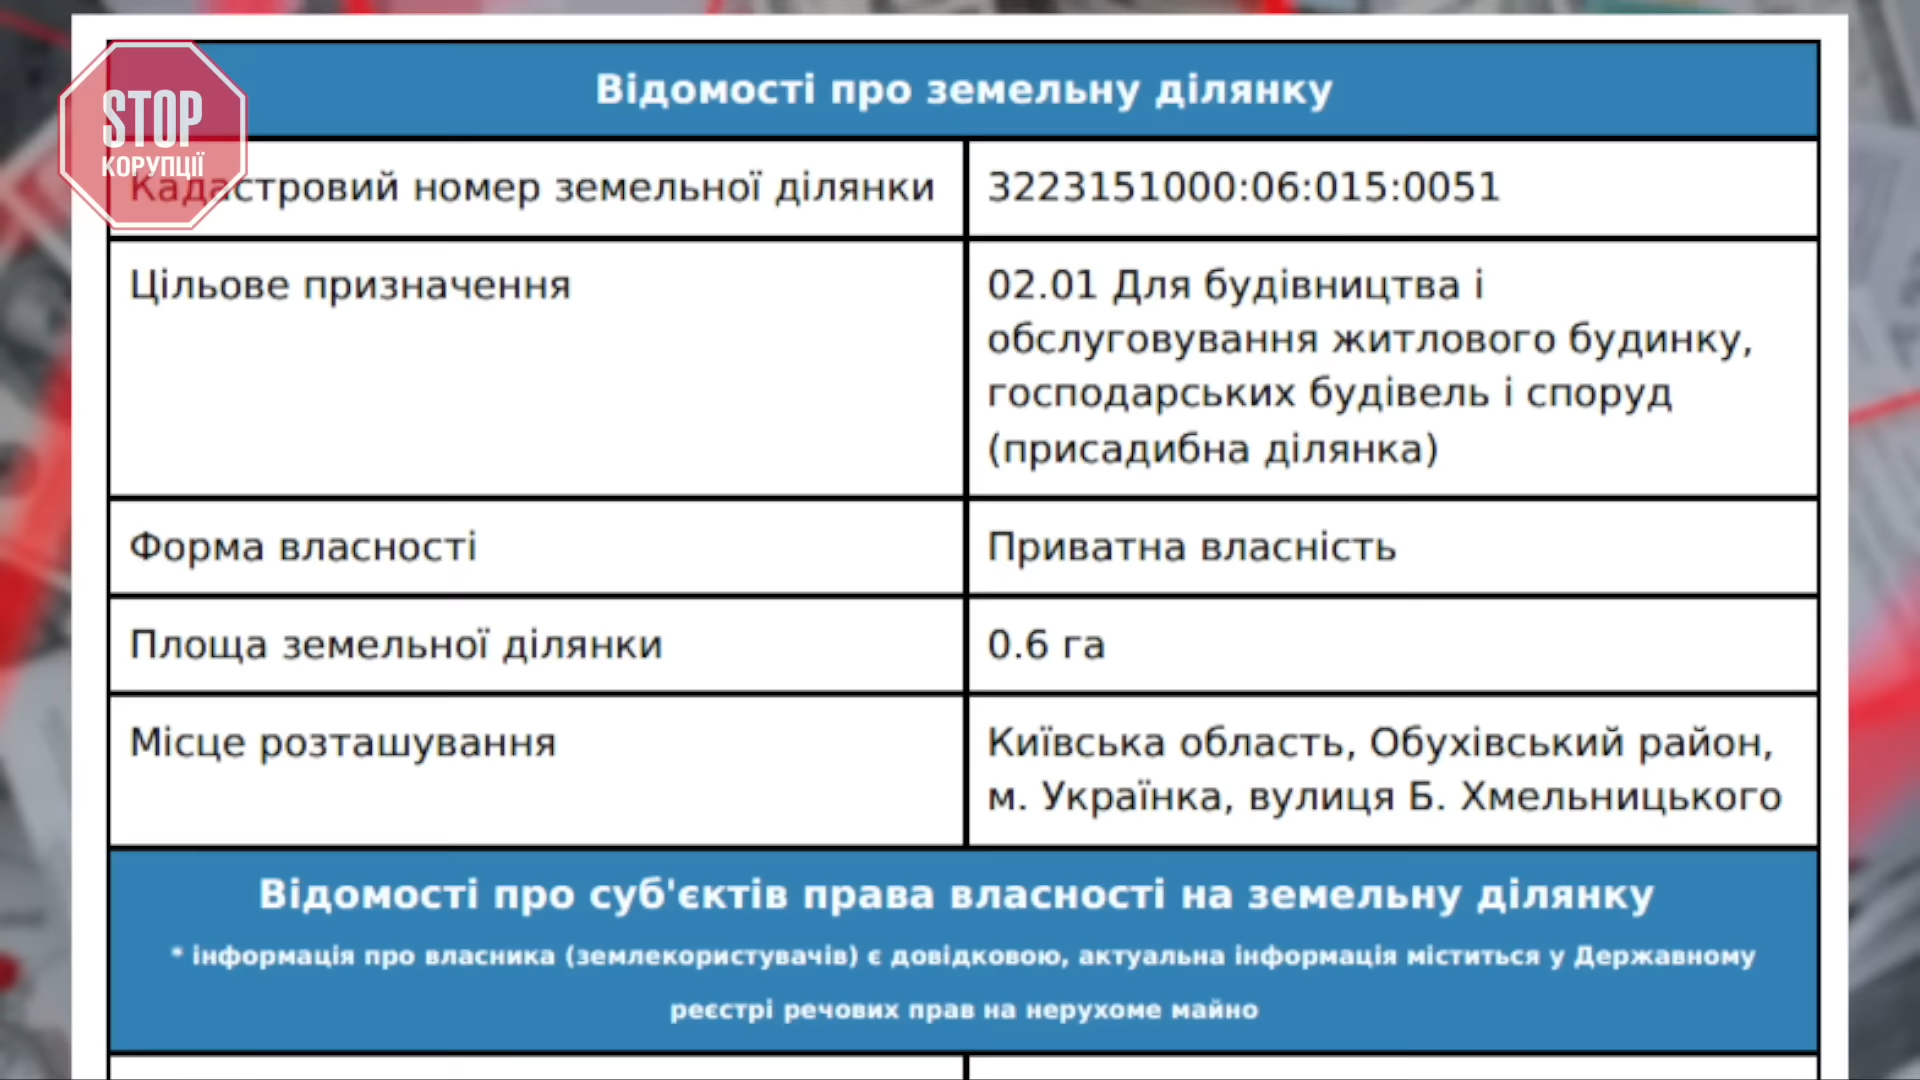 Відомості про земельну ділянку
STOP
КОРУПЦІЇ
Кадастровий номер земельної ділянки
3223151000:06:015:0051
Цільове призначення
02.01 Для будівництва і
обслуговування житлового будинку,
господарських будівель і споруд
(присадибна ділянка)
Форма власності
Приватна власність
Площа земельної ділянки
0.6 га
Місце розташування
Київська область, Обухівський район,
м. Українка, вулиця Б. Хмельницького
Відомості про суб'єктів права власності на земельну ділянку
* інформація про власника (землекористувачів) є довідковою, актуальна інформація міститься у Державному
реєстрі речових прав на нерухоме майно